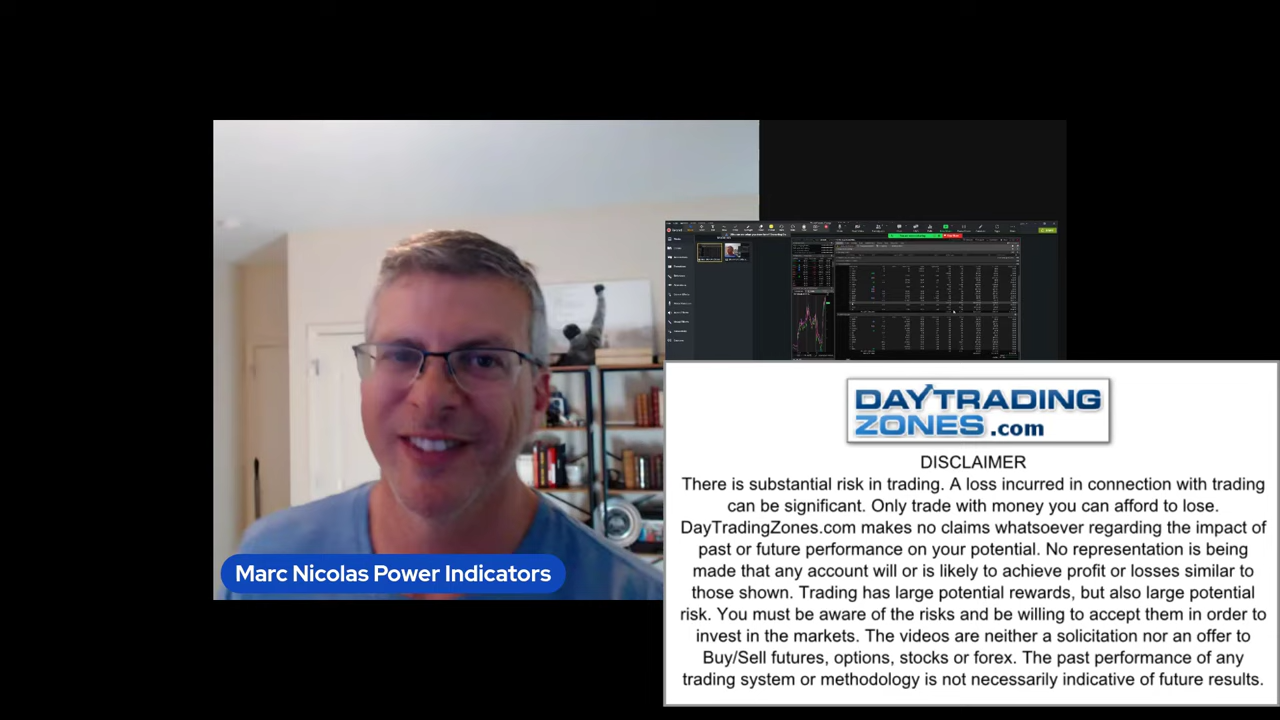 Marc Nicolas Power Indicators
DAYTRADING
ZONES.com
DISCLAIMER
There is substantial risk in trading. A loss incurred in connection with trading
can be significant. Only trade with money you can afford to lose.
DayTradingZones.com makes no claims whatsoever regarding the impact of
past or future performance on your potential. No representation is being
made that any account will or is likely to achieve profit or losses similar to
those shown. Trading has large potential rewards, but also large potential
risk. You must be aware of the risks and be willing to accept them in order to
invest in the markets. The videos are neither a solicitation nor an offer to
Buy/Sell futures, options, stocks or forex. The past performance of any
trading system or methodology is not necessarily indicative of future results.